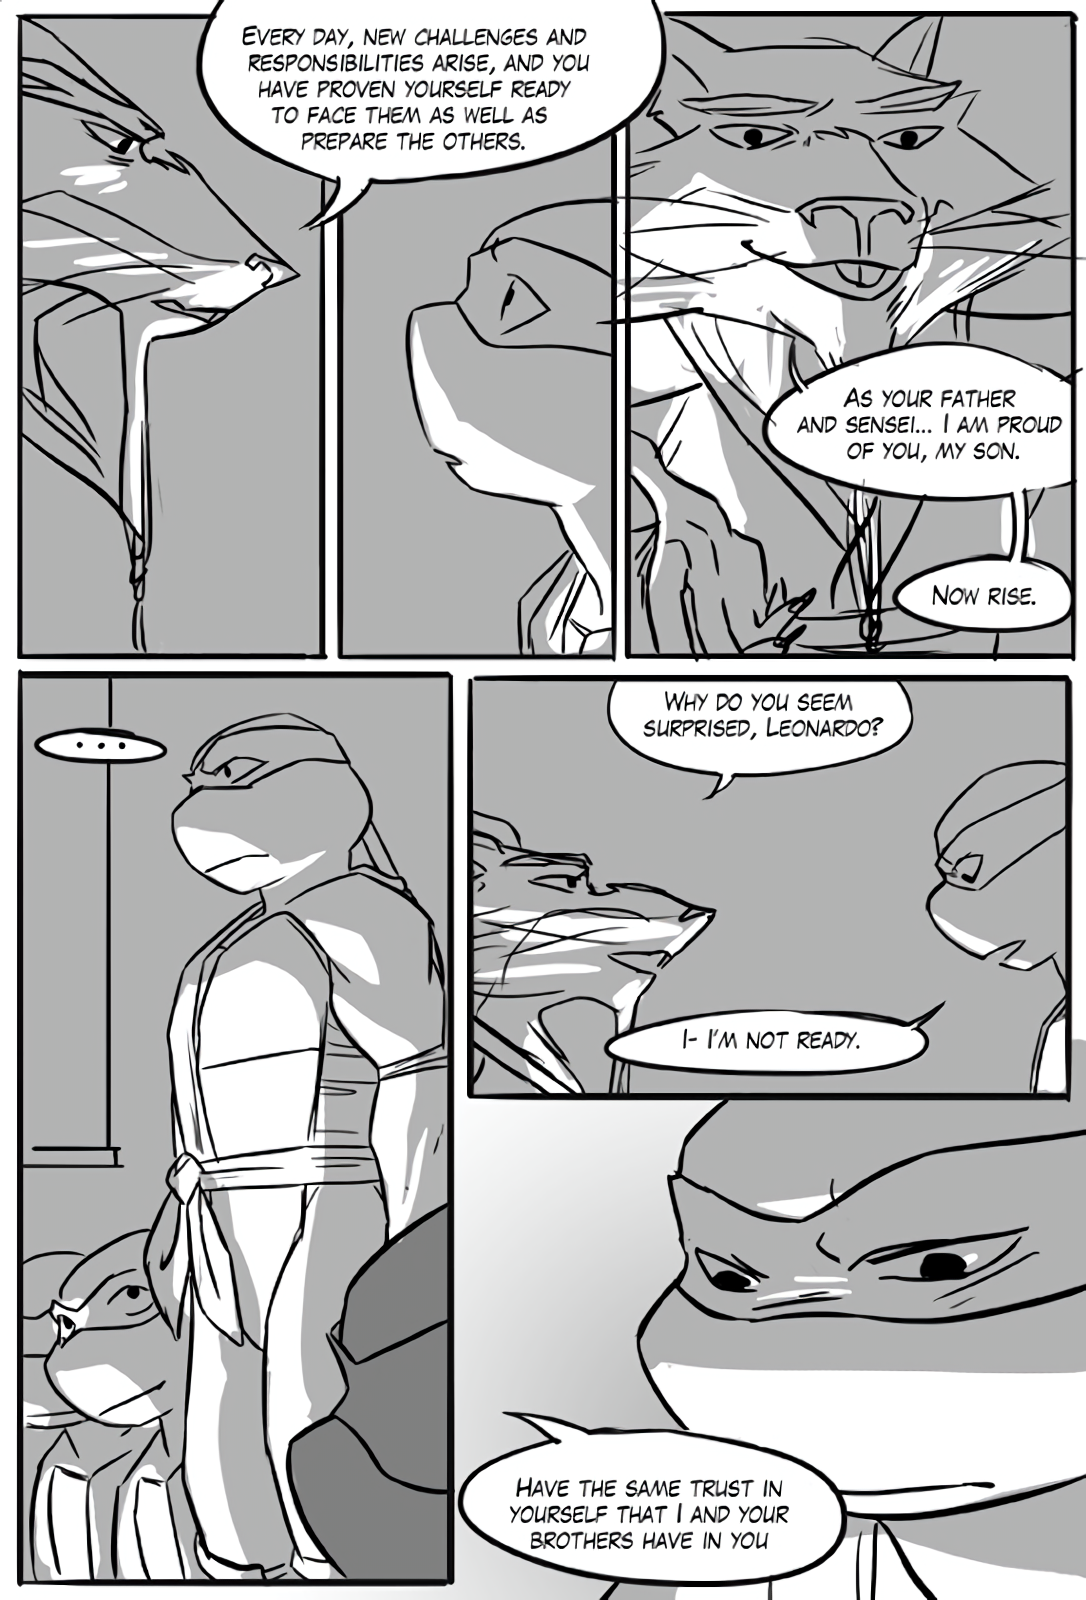 EVERY DAY, NEW CHALLENGES AND
RESPONSIBILITIES ARISE, AND YOU
HAVE PROVEN YOURSELF READY
TO FACE THEM AS WELL AS
PREPARE THE OTHERS.
AS YOUR FATHER
AND SENSEI... I AM PROUD
OF YOU, MY SON.
NOW RISE.
...
WHY DO YOU SEEM
SURPRISED, LEONARDO?
I- I'M NOT READY.
HAVE THE SAME TRUST IN
YOURSELF THAT I AND YOUR
BROTHERS HAVE IN YOU